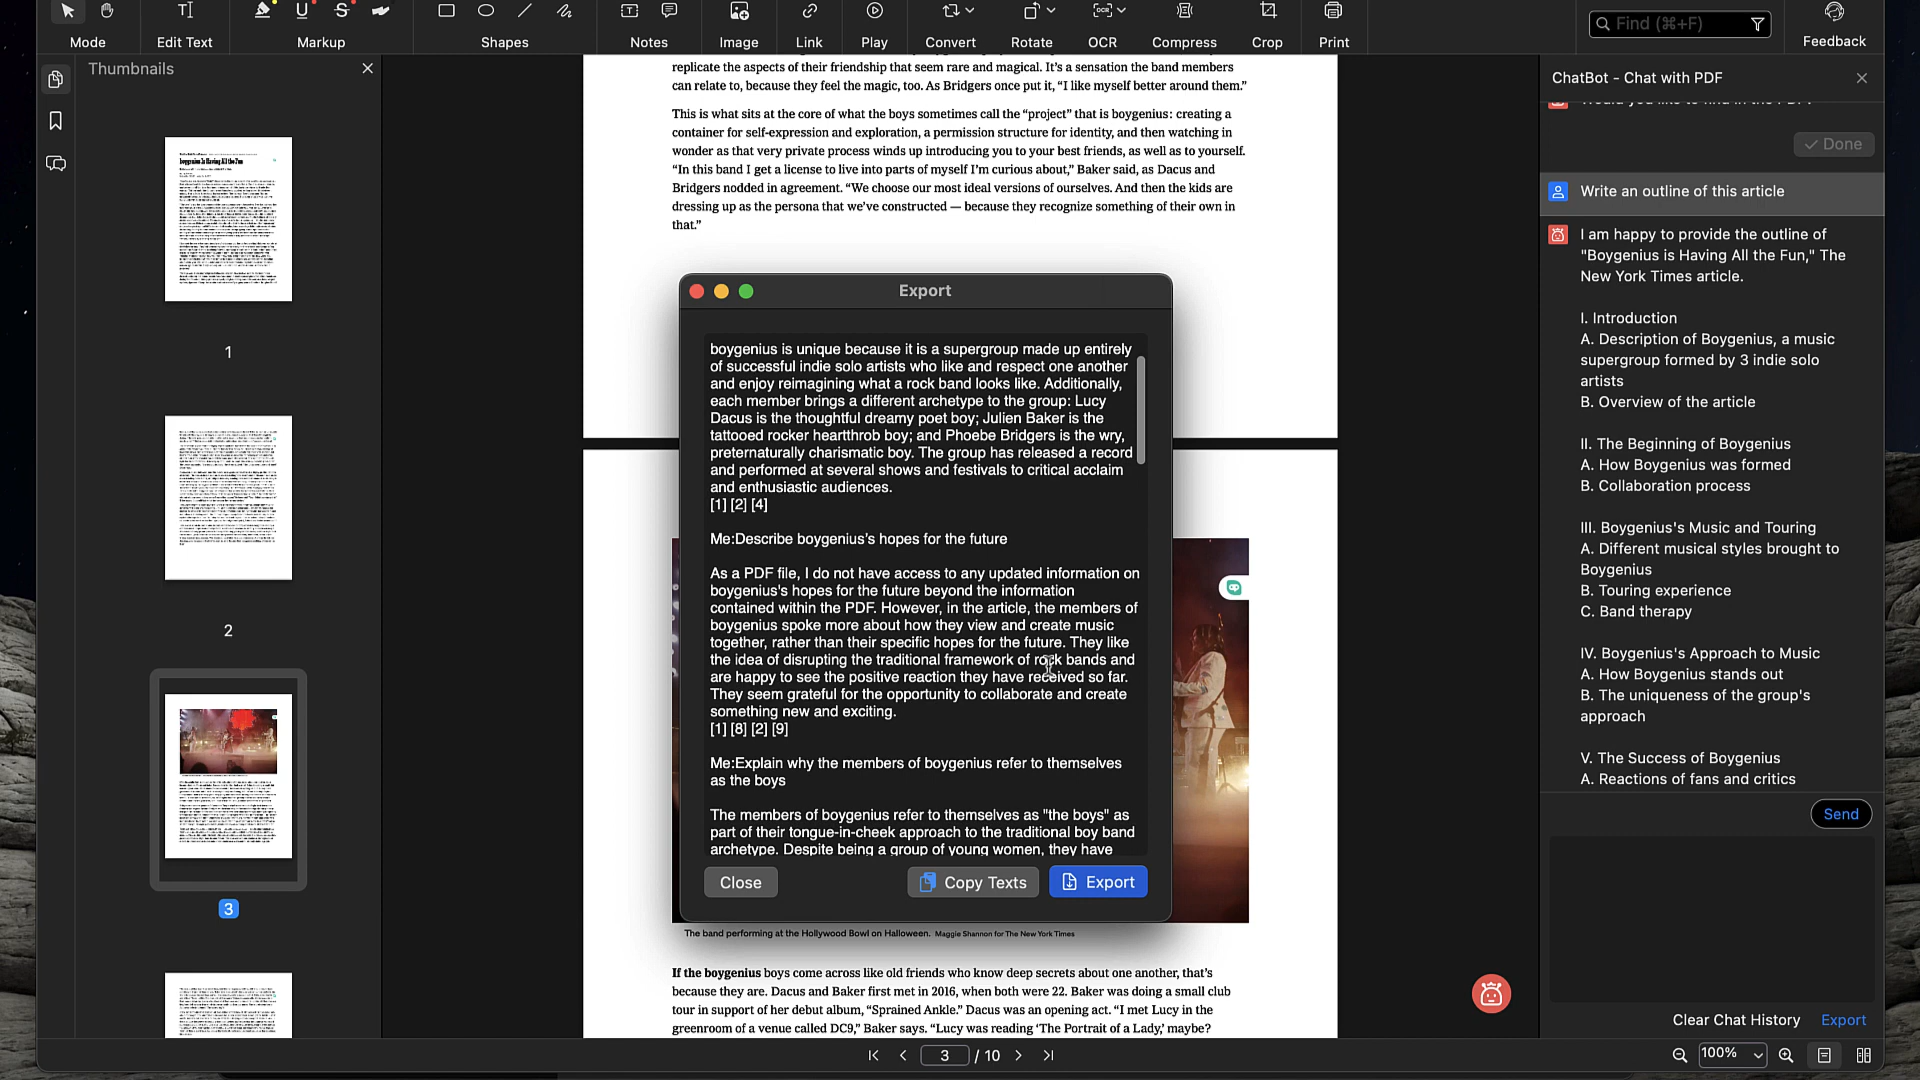 Mode
Edit Text
Markup
Shapes
Notes
Image
Link
Play
Convert
Rotate
OCR
Compress
Crop
Print
Find (⌘+F)
Feedback
Thumbnails
1
2
3
replicate the aspects of their friendship that seem rare and magical. It's a sensation the band members
can relate to, because they feel the magic, too. As Bridgers once put it, “I like myself better around them.”
This is what sits at the core of what the boys sometimes call the “project” that is boygenius: creating a
container for self-expression and exploration, a permission structure for identity, and then watching in
wonder as that very private process winds up introducing you to your best friends, as well as to yourself.
“In this band I get a license to live into parts of myself I'm curious about,” Baker said, as Dacus and
Bridgers nodded in agreement. “We choose our most ideal versions of ourselves. And then the kids are
dressing up as the persona that we've constructed — because they recognize something of their own in
that.”
Export
boygenius is unique because it is a supergroup made up entirely
of successful indie solo artists who like and respect one another
and enjoy reimagining what a rock band looks like. Additionally,
each member brings a different archetype to the group: Lucy
Dacus is the thoughtful dreamy poet boy; Julien Baker is the
tattooed rocker heartthrob boy; and Phoebe Bridgers is the wry,
preternaturally charismatic boy. The group has released a record
and performed at several shows and festivals to critical acclaim
and enthusiastic audiences.
[1] [2] [4]
Me:Describe boygenius's hopes for the future
As a PDF file, I do not have access to any updated information on
boygenius's hopes for the future beyond the information
contained within the PDF. However, in the article, the members of
boygenius spoke more about how they view and create music
together, rather than their specific hopes for the future. They like
the idea of disrupting the traditional framework of rock bands and
are happy to see the positive reaction they have received so far.
They seem grateful for the opportunity to collaborate and create
something new and exciting.
[1] [8] [2] [9]
Me:Explain why the members of boygenius refer to themselves
as the boys
The members of boygenius refer to themselves as "the boys" as
part of their tongue-in-cheek approach to the traditional boy band
archetype. Despite being a group of young women, they have
Close
Copy Texts
Export
The band performing at the Hollywood Bowl on Halloween. Maggie Shannon for The New York Times
If the boygenius boys come across like old friends who know deep secrets about one another, that's
because they are. Dacus and Baker first met in 2016, when both were 22. Baker was doing a small club
tour in support of her debut album, “Sprained Ankle.” Dacus was an opening act. “I met Lucy in the
greenroom of a venue called DC9,” Baker says. “Lucy was reading ‘The Portrait of a Lady,’ maybe?
3 / 10
ChatBot - Chat with PDF
Done
Write an outline of this article
I am happy to provide the outline of
"Boygenius is Having All the Fun," The
New York Times article.
I. Introduction
A. Description of Boygenius, a music
supergroup formed by 3 indie solo
artists
B. Overview of the article
II. The Beginning of Boygenius
A. How Boygenius was formed
B. Collaboration process
III. Boygenius's Music and Touring
A. Different musical styles brought to
Boygenius
B. Touring experience
C. Band therapy
IV. Boygenius's Approach to Music
A. How Boygenius stands out
B. The uniqueness of the group's
approach
V. The Success of Boygenius
A. Reactions of fans and critics
Send
Clear Chat History
Export
100%